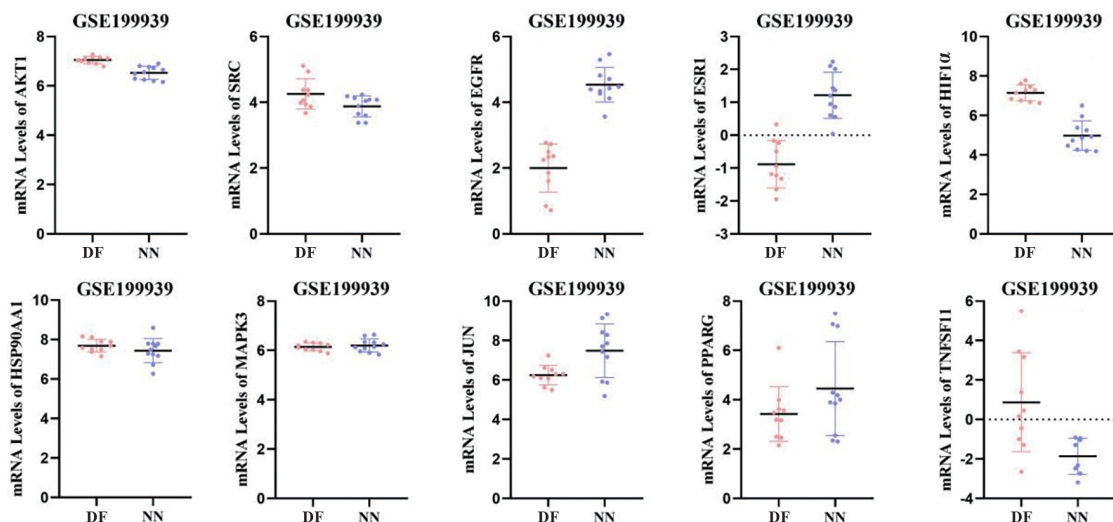 GSE199939 GSE199939 GSE199939 GSE199939 GSE199939
mRNA Levels of AKT1
8
6
4
2
0
DF NN
mRNA Levels of SRC
6
4
2
0
DF NN
mRNA Levels of EGFR
6
4
2
0
DF NN
mRNA Levels of ESR1
3
2
1
0
-1
-2
-3
DF NN
mRNA Levels of HIF1α
10
8
6
4
2
0
DF NN
GSE199939 GSE199939 GSE199939 GSE199939 GSE199939
mRNA Levels of HSP90AA1
10
8
6
4
2
0
DF NN
mRNA Levels of MAPK3
8
6
4
2
0
DF NN
mRNA Levels of JUN
10
8
6
4
2
0
DF NN
mRNA Levels of PPARG
8
6
4
2
0
DF NN
mRNA Levels of TNFSF11
6
4
2
0
-2
-4
DF NN